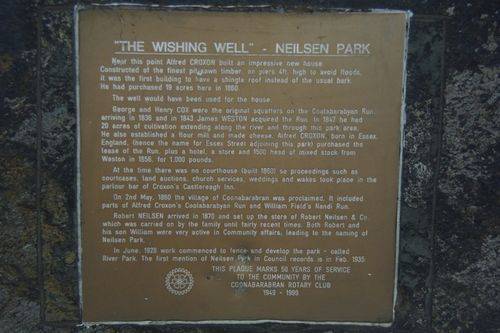 "THE WISHING WELL" - NEILSEN PARK
Near this point Alfred CROXON built an impressive new house.
Constructed of the finest pit sawn timber, on piers 4ft. high to avoid floods,
it was the first building to have a shingle roof instead of the usual bark.
He had purchased 19 acres here in 1860.
The well would have been used for the house.
George and Henry COX were the original squatters on the Coolabarabyan Run,
arriving in 1836 and in 1843 James WESTON acquired the Run. In 1847 he had
20 acres of cultivation extending along the river and through this park area.
He also established a flour mill and made cheese. Alfred CROXON, born in Essex,
England, (hence the name for Essex Street adjoining this park) purchased the
lease of the Run, plus a hotel, a store and 1500 head of mixed stock from
Weston in 1856, for 1,000 pounds.
At the time there was no courthouse (built 1860) so proceedings such as
courtcases, land auctions, church services, weddings and wakes took place in the
parlour bar of Croxon's Castlereagh Inn.
On 2nd May, 1860 the village of Coonabarabran was proclaimed. It included
parts of Alfred Croxon's Coolabarabyan Run and William Field's Nandi Run.
Robert NEILSEN arrived in 1870 and set up the store of Robert Neilsen & Co.
which was carried on by the family until fairly recent times. Both Robert and
his son William were very active in Community affairs, leading to the naming of
Neilsen Park.
In June, 1928 work commenced to fence and develop the park - called
River Park. The first mention of Neilsen Park in Council records is in Feb. 1935
THIS PLAQUE MARKS 50 YEARS OF SERVICE
TO THE COMMUNITY BY THE
COONABARABRAN ROTARY CLUB
1949 - 1999